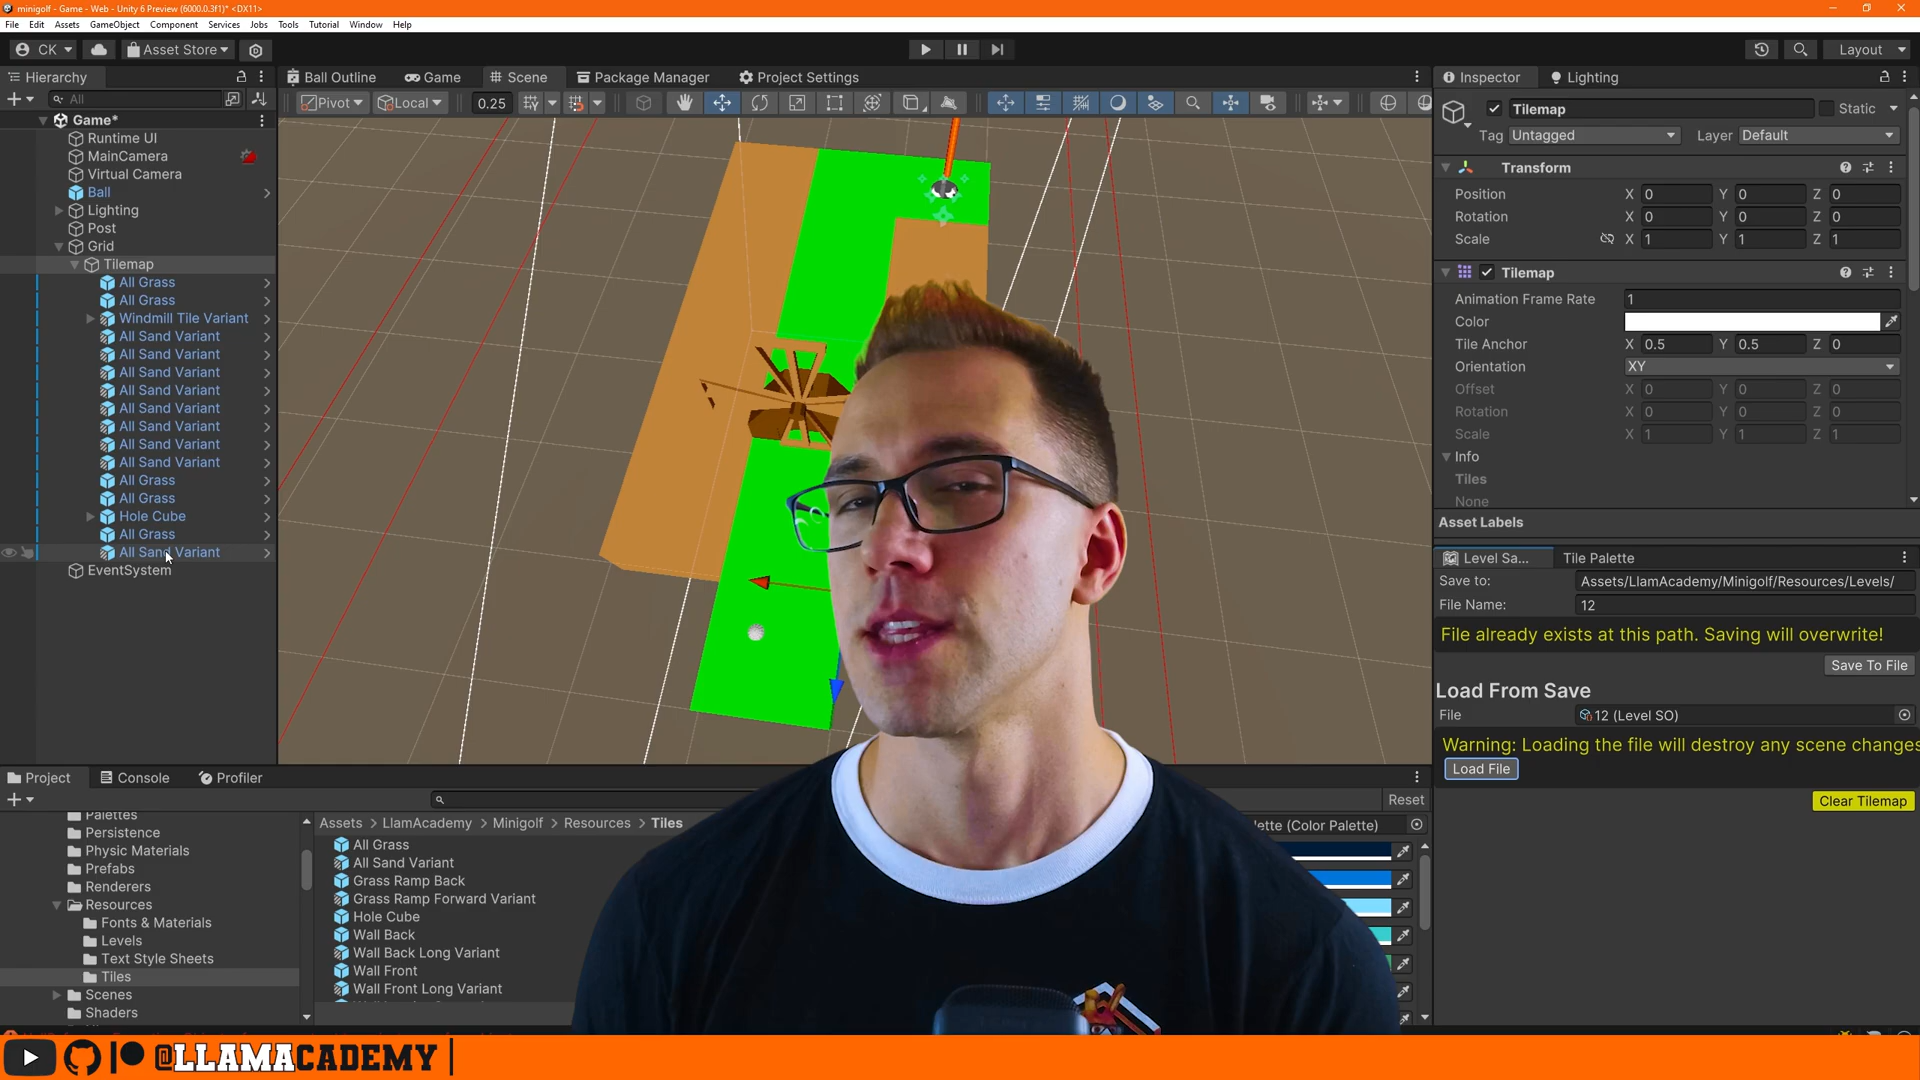 minigolf - Game - Web - Unity 6 Preview (6000.0.3f1)* <DX11>
File Edit Assets GameObject Component Services Jobs Tools Tutorial Window Help
CK Asset Store Layout
Hierarchy
All
Game*
Runtime UI
MainCamera
Virtual Camera
Ball
Lighting
Post
Grid
Tilemap
All Grass
All Grass
Windmill Tile Variant
All Sand Variant
All Sand Variant
All Sand Variant
All Sand Variant
All Sand Variant
All Sand Variant
All Sand Variant
All Sand Variant
All Grass
All Grass
Hole Cube
All Grass
All Sand Variant
EventSystem
Ball Outline Game Scene Package Manager Project Settings
Pivot Local 0.25
Inspector Lighting
Tilemap Static
Tag Untagged Layer Default
Transform
Position X 0 Y 0 Z 0
Rotation X 0 Y 0 Z 0
Scale X 1 Y 1 Z 1
Tilemap
Animation Frame Rate 1
Color
Tile Anchor X 0.5 Y 0.5 Z 0
Orientation XY
Offset X 0 Y 0 Z 0
Rotation X 0 Y 0 Z 0
Scale X 1 Y 1 Z 1
Info
Tiles
None
Asset Labels
Level Sa... Tile Palette
Save to: Assets/LlamAcademy/Minigolf/Resources/Levels/
File Name: 12
File already exists at this path. Saving will overwrite!
Save To File
Load From Save
File 12 (Level SO)
Warning: Loading the file will destroy any scene changes
Load File
Clear Tilemap
Project Console Profiler
Reset
Palettes
Persistence
Physic Materials
Prefabs
Renderers
Resources
Fonts & Materials
Levels
Text Style Sheets
Tiles
Scenes
Shaders
Assets > LlamAcademy > Minigolf > Resources > Tiles
All Grass
All Sand Variant
Grass Ramp Back
Grass Ramp Forward Variant
Hole Cube
Wall Back
Wall Back Long Variant
Wall Front
Wall Front Long Variant
lette (Color Palette)
@LLAMACADEMY